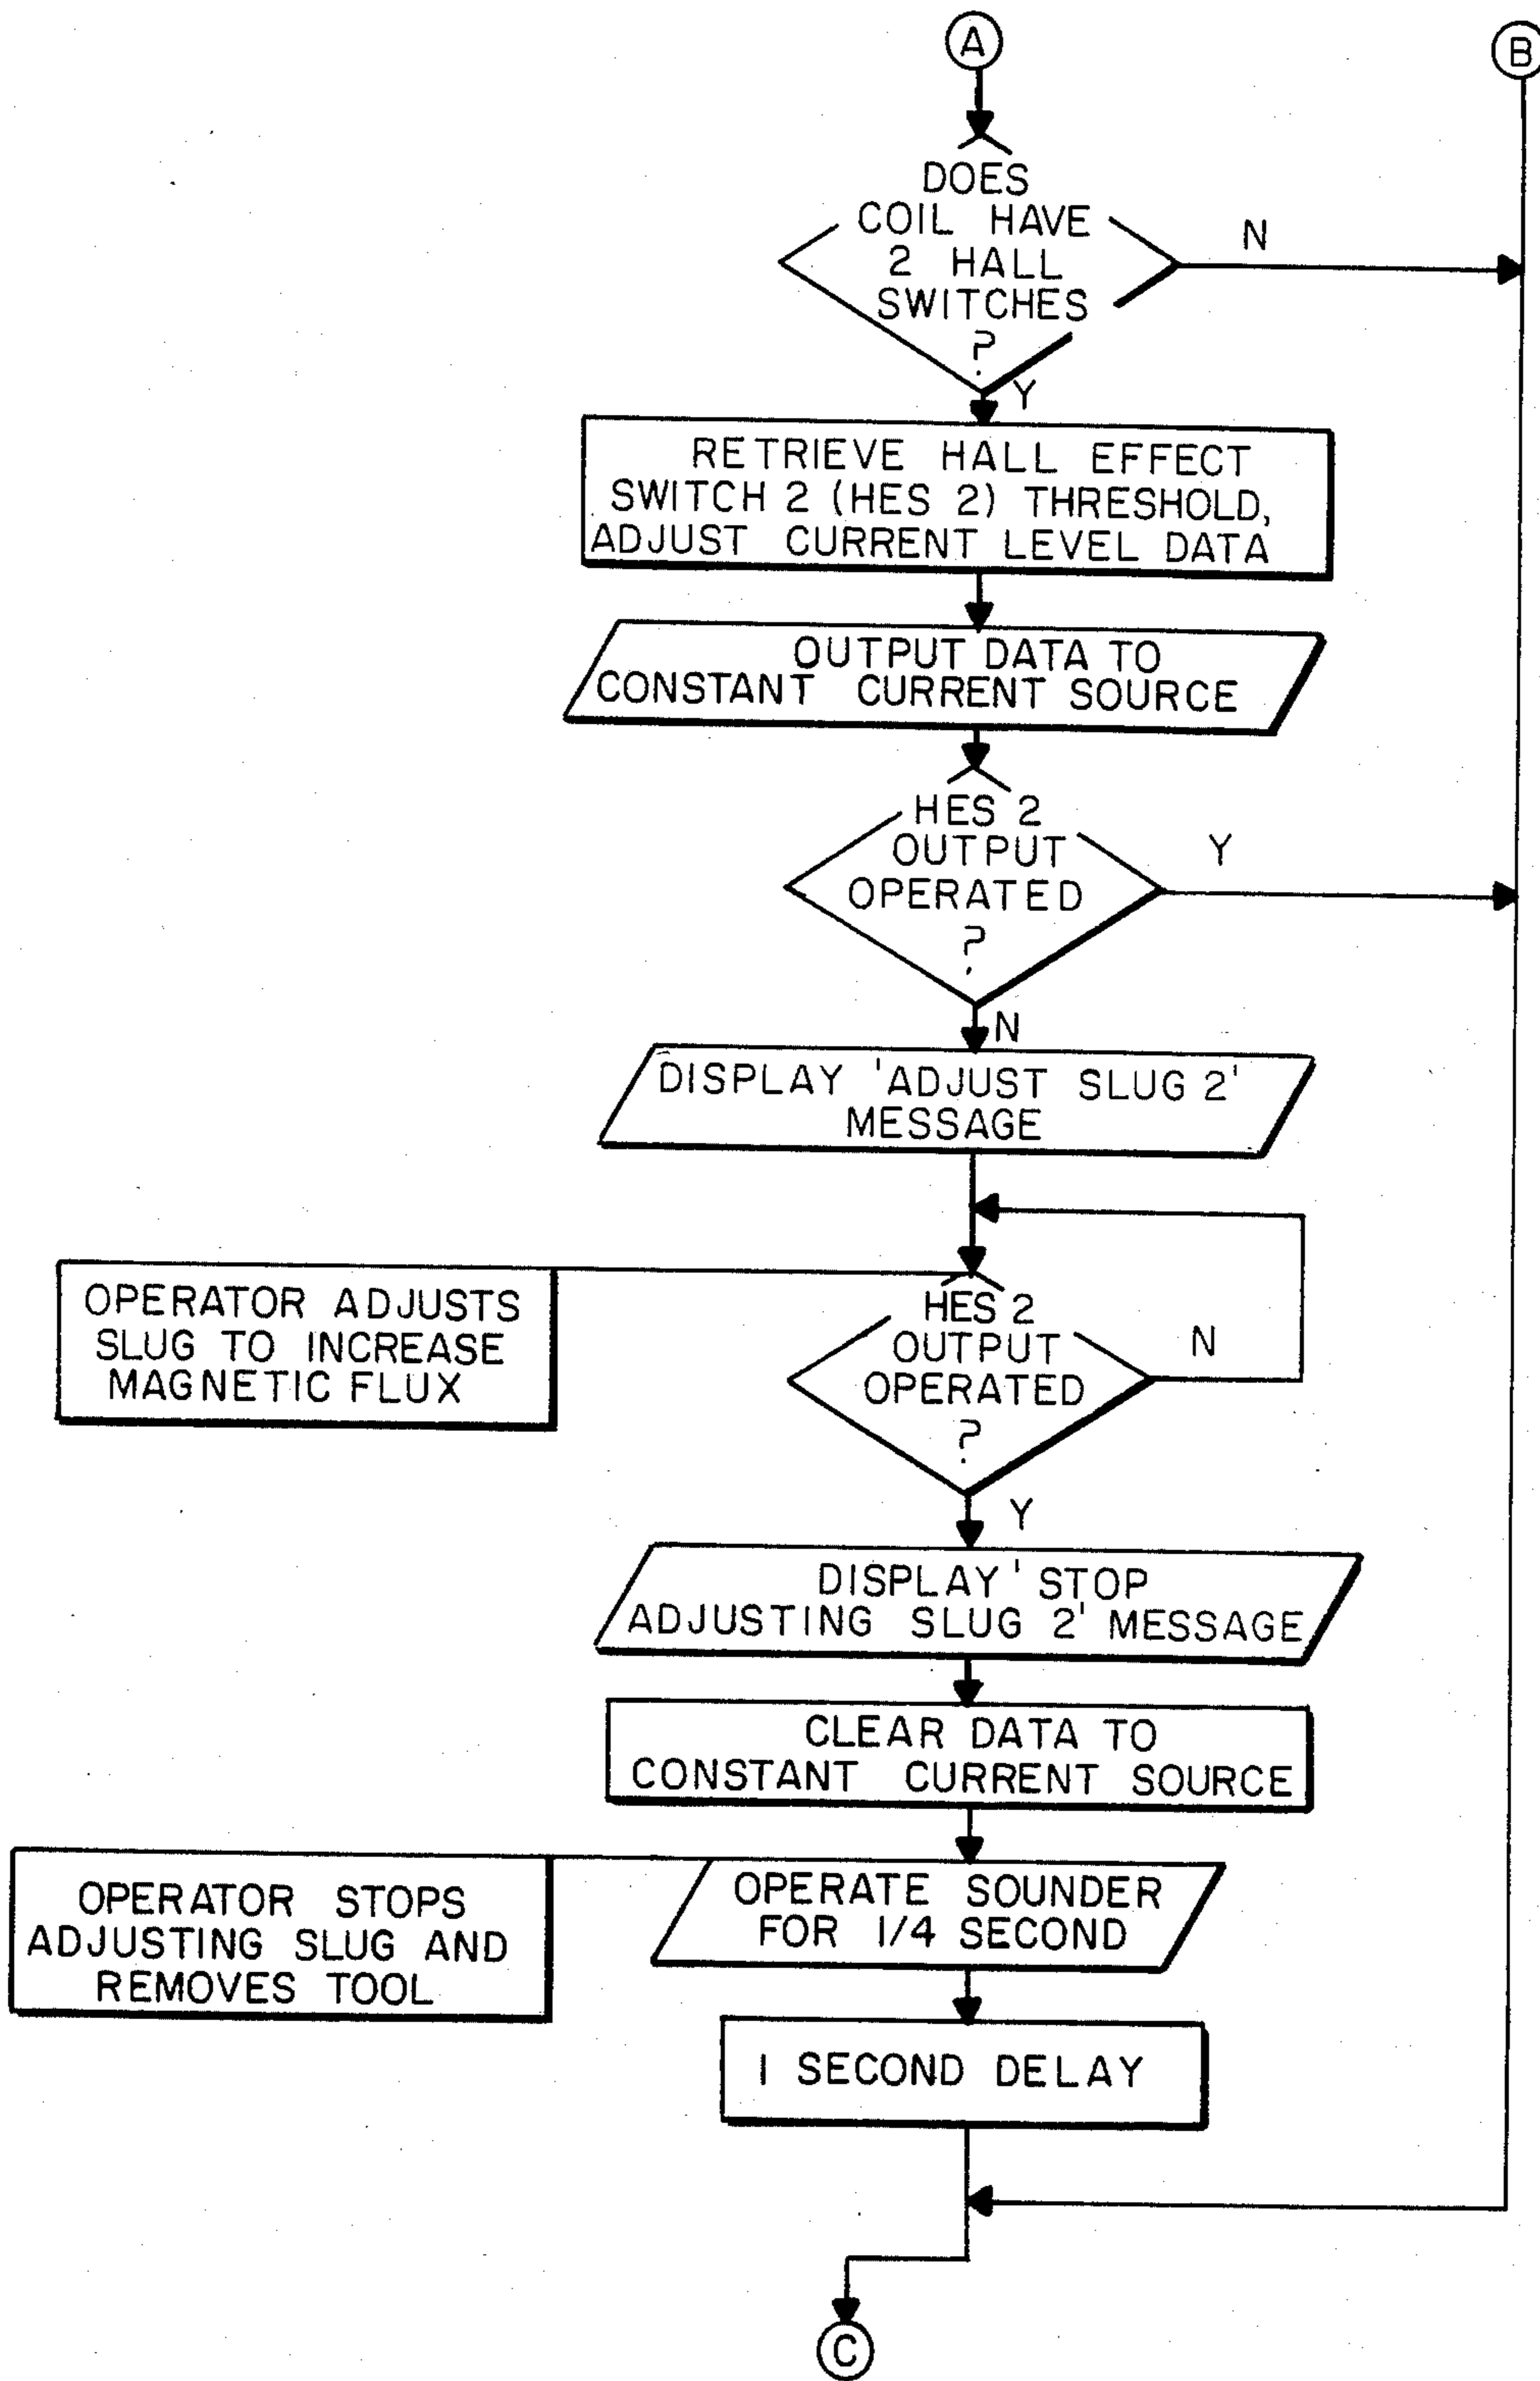 A
B
DOES
COIL HAVE
2 HALL
SWITCHES
?
N
Y
RETRIEVE HALL EFFECT
SWITCH 2 (HES 2) THRESHOLD,
ADJUST CURRENT LEVEL DATA
OUTPUT DATA TO
CONSTANT CURRENT SOURCE
HES 2
OUTPUT
OPERATED
?
Y
N
DISPLAY 'ADJUST SLUG 2'
MESSAGE
OPERATOR ADJUSTS
SLUG TO INCREASE
MAGNETIC FLUX
HES 2
OUTPUT
OPERATED
?
N
Y
DISPLAY 'STOP
ADJUSTING SLUG 2' MESSAGE
CLEAR DATA TO
CONSTANT CURRENT SOURCE
OPERATOR STOPS
ADJUSTING SLUG AND
REMOVES TOOL
OPERATE SOUNDER
FOR 1/4 SECOND
1 SECOND DELAY
C